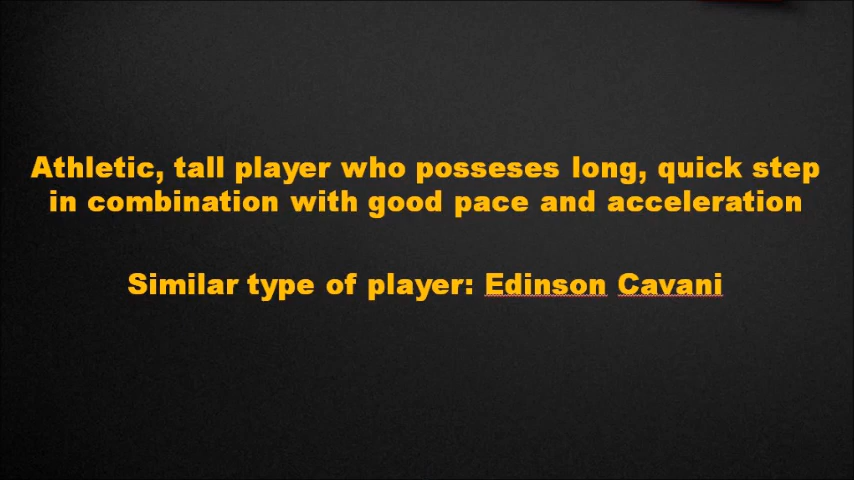 Athletic, tall player who posseses long, quick step
in combination with good pace and acceleration
Similar type of player: Edinson Cavani